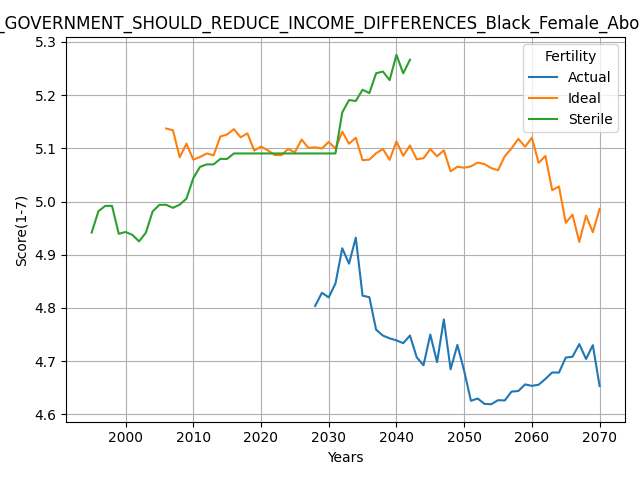 _GOVERNMENT_SHOULD_REDUCE_INCOME_DIFFERENCES_Black_Female_Abo
5.3
5.2
5.1
5.0
4.9
4.8
4.7
4.6
Score(1-7)
Fertility
Actual
Ideal
Sterile
2000
2010
2020
2030
2040
2050
2060
2070
Years